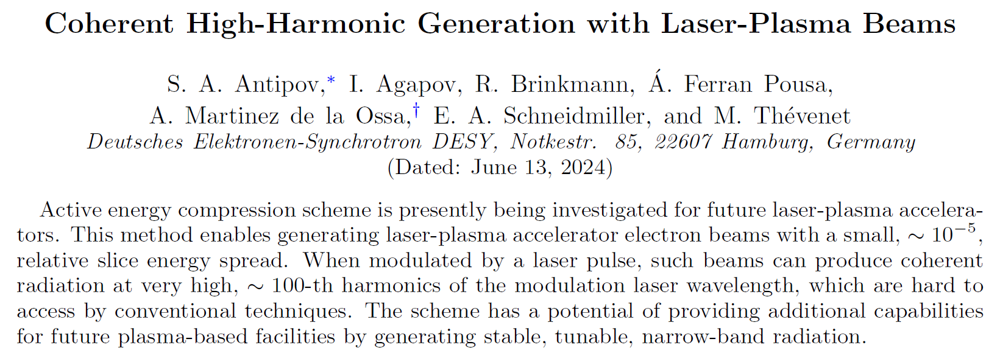 Coherent High-Harmonic Generation with Laser-Plasma Beams
S. A. Antipov,* I. Agapov, R. Brinkmann, Á. Ferran Pousa,
A. Martinez de la Ossa,† E. A. Schneidmiller, and M. Thévenet
Deutsches Elektronen-Synchrotron DESY, Notkestr. 85, 22607 Hamburg, Germany
(Dated: June 13, 2024)
Active energy compression scheme is presently being investigated for future laser-plasma accelera-
tors. This method enables generating laser-plasma accelerator electron beams with a small, ∼ 10⁻⁵,
relative slice energy spread. When modulated by a laser pulse, such beams can produce coherent
radiation at very high, ∼ 100-th harmonics of the modulation laser wavelength, which are hard to
access by conventional techniques. The scheme has a potential of providing additional capabilities
for future plasma-based facilities by generating stable, tunable, narrow-band radiation.